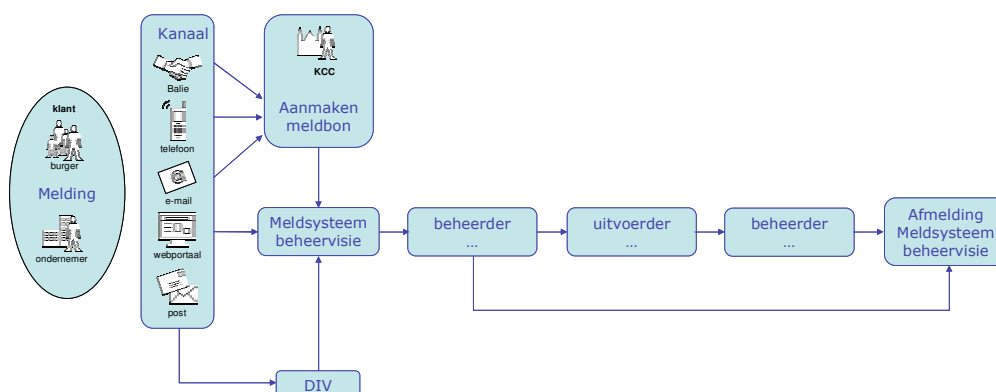 klant
burger
Melding
ondernemer
Kanaal
Balie
telefoon
@
e-mail
webportaal
post
KCC
Aanmaken
meldbon
Meldsysteem
beheervisie
beheerder
...
uitvoerder
...
beheerder
...
Afmelding
Meldsysteem
beheervisie
DIV